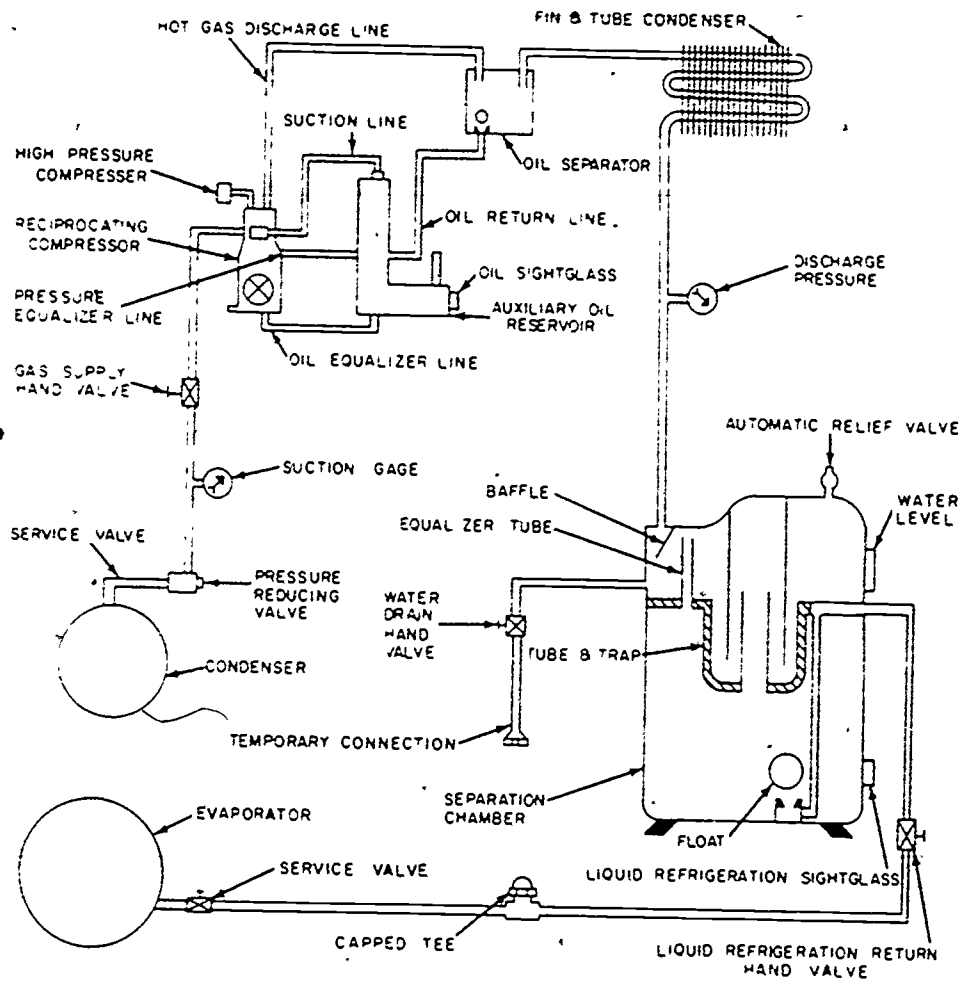 FIN & TUBE CONDENSER
HOT GAS DISCHARGE LINE
SUCTION LINE
HIGH PRESSURE
COMPRESSER
OIL SEPARATOR
RECIPROCATING
COMPRESSOR
OIL RETURN LINE
OIL SIGHTGLASS
DISCHARGE
PRESSURE
PRESSURE
EQUALIZER LINE
AUXILIARY OIL
RESERVOIR
OIL EQUALIZER LINE
GAS SUPPLY
HAND VALVE
AUTOMATIC RELIEF VALVE
SUCTION GAGE
BAFFLE
WATER
LEVEL
EQUALIZER TUBE
SERVICE VALVE
PRESSURE
REDUCING
VALVE
WATER
DRAIN
HAND
VALVE
TUBE & TRAP
CONDENSER
TEMPORARY CONNECTION
SEPARATION
CHAMBER
EVAPORATOR
FLOAT
SERVICE VALVE
LIQUID REFRIGERATION SIGHTGLASS
CAPPED TEE
LIQUID REFRIGERATION RETURN
HAND VALVE